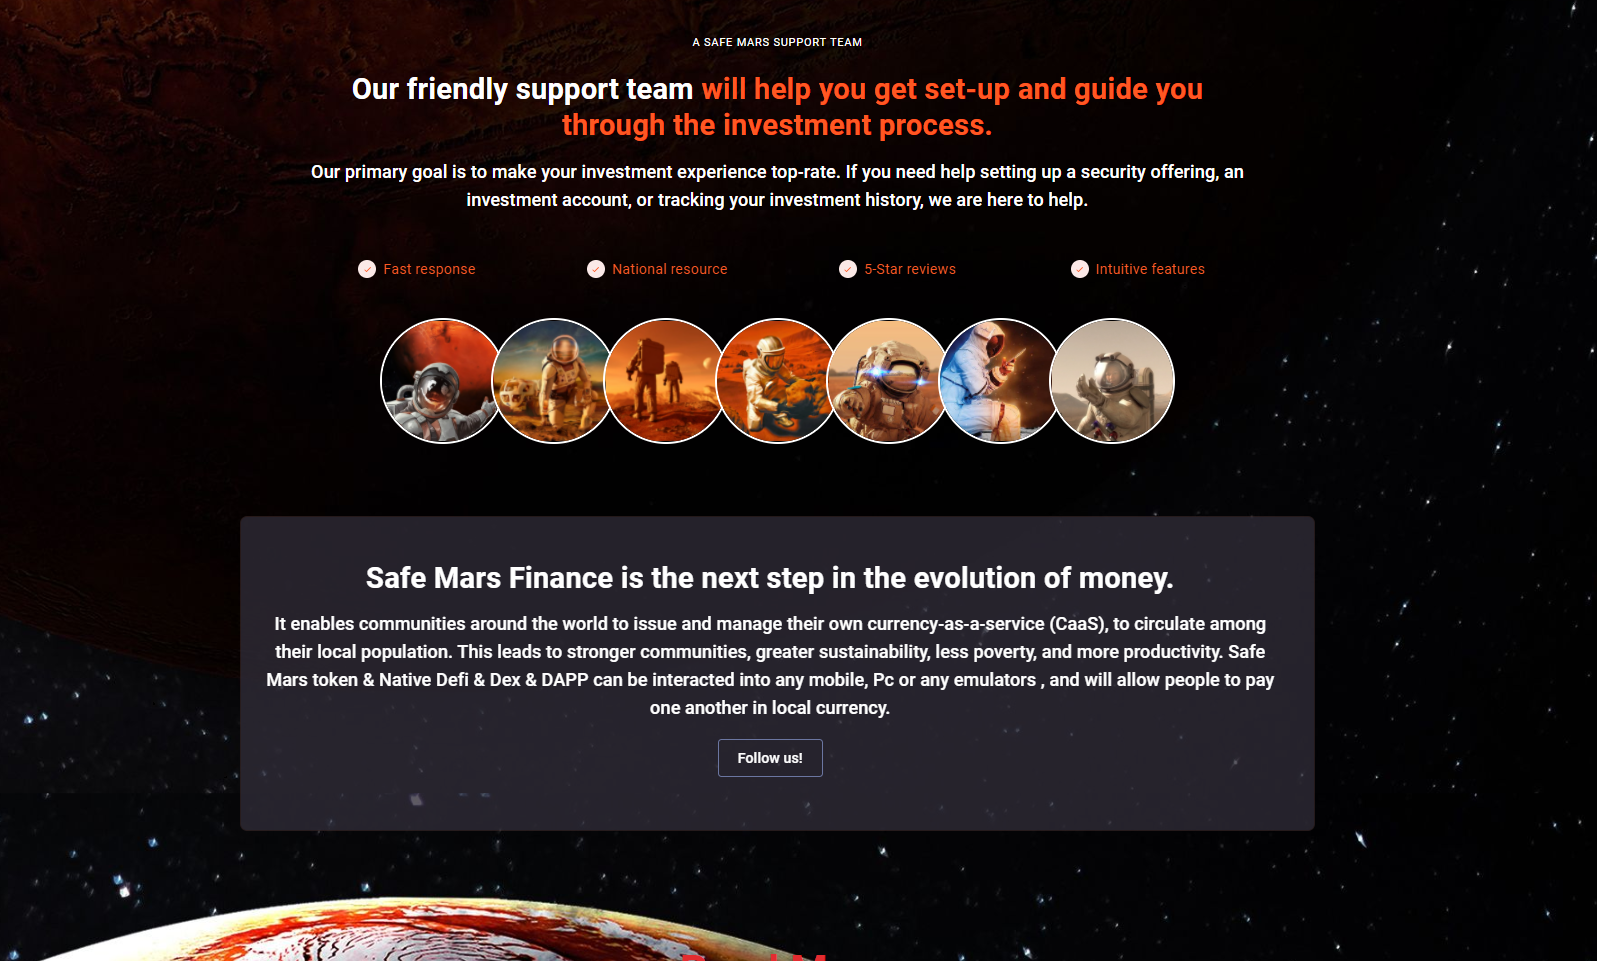 A SAFE MARS SUPPORT TEAM
Our friendly support team will help you get set-up and guide you
through the investment process.
Our primary goal is to make your investment experience top-rate. If you need help setting up a security offering, an
investment account, or tracking your investment history, we are here to help.
Fast response
National resource
5-Star reviews
Intuitive features
Safe Mars Finance is the next step in the evolution of money.
It enables communities around the world to issue and manage their own currency-as-a-service (CaaS), to circulate among
their local population. This leads to stronger communities, greater sustainability, less poverty, and more productivity. Safe
Mars token & Native Defi & Dex & DAPP can be interacted into any mobile, Pc or any emulators , and will allow people to pay
one another in local currency.
Follow us!